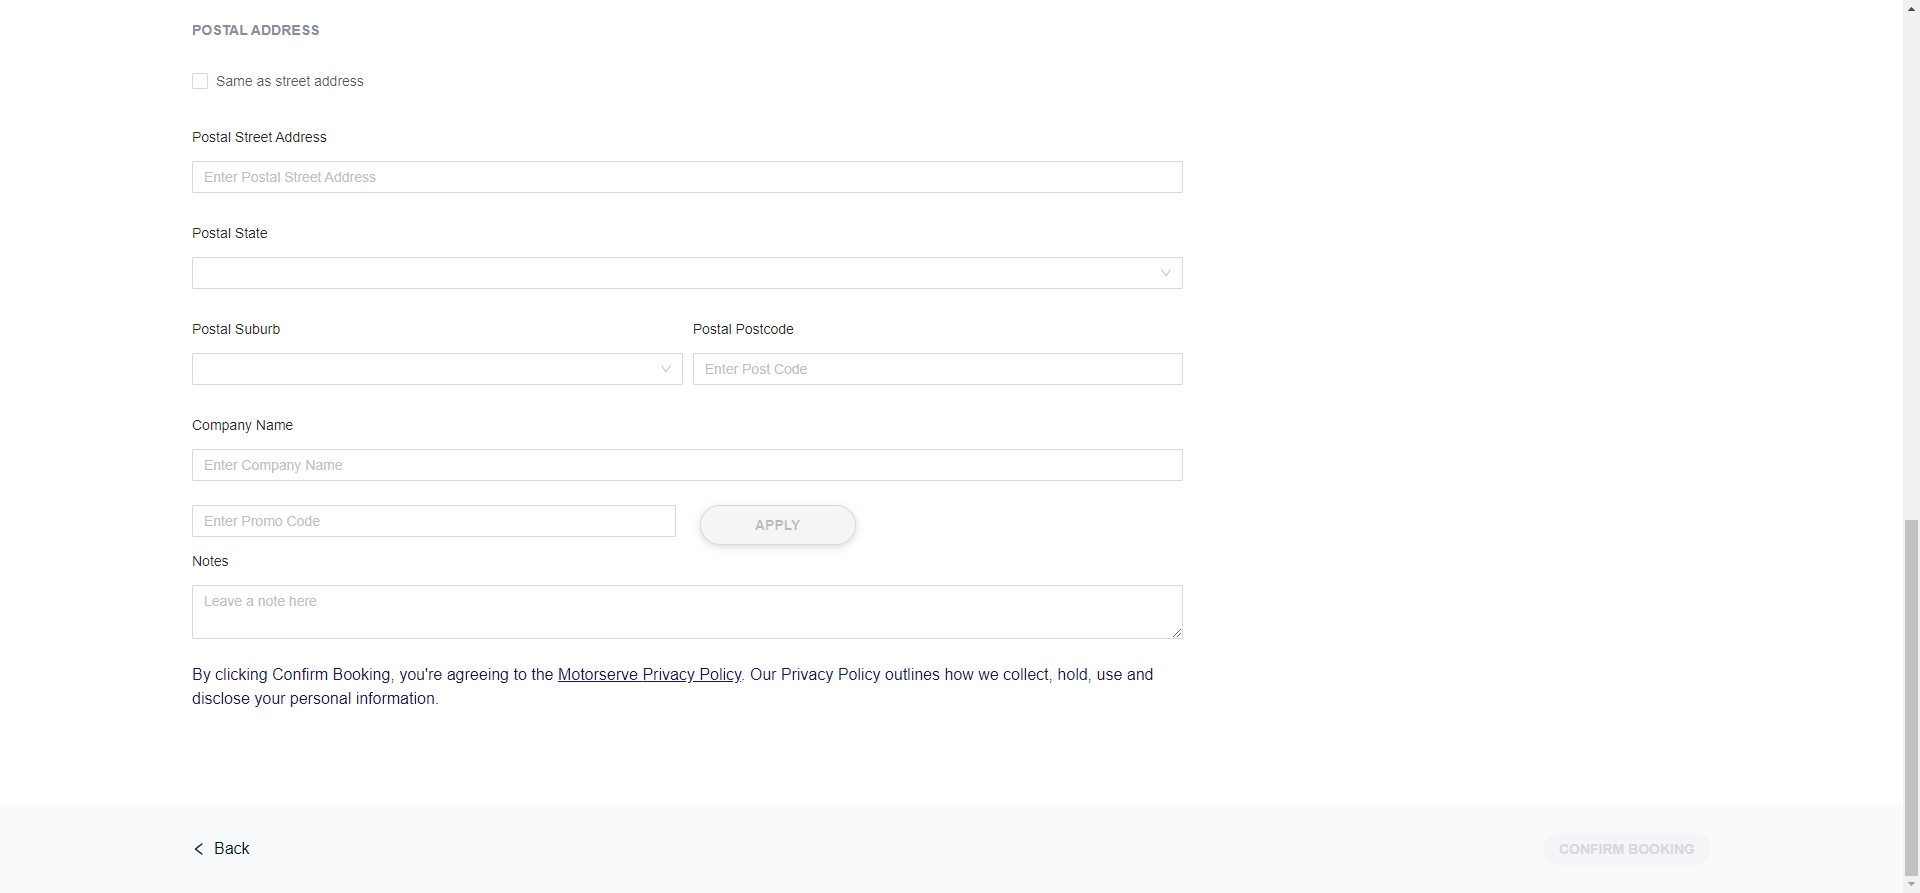 POSTAL ADDRESS
Same as street address
Postal Street Address
Enter Postal Street Address
Postal State
Postal Suburb
Postal Postcode
Enter Post Code
Company Name
Enter Company Name
Enter Promo Code
APPLY
Notes
Leave a note here
By clicking Confirm Booking, you're agreeing to the Motorserve Privacy Policy. Our Privacy Policy outlines how we collect, hold, use and
disclose your personal information.
Back
CONFIRM BOOKING